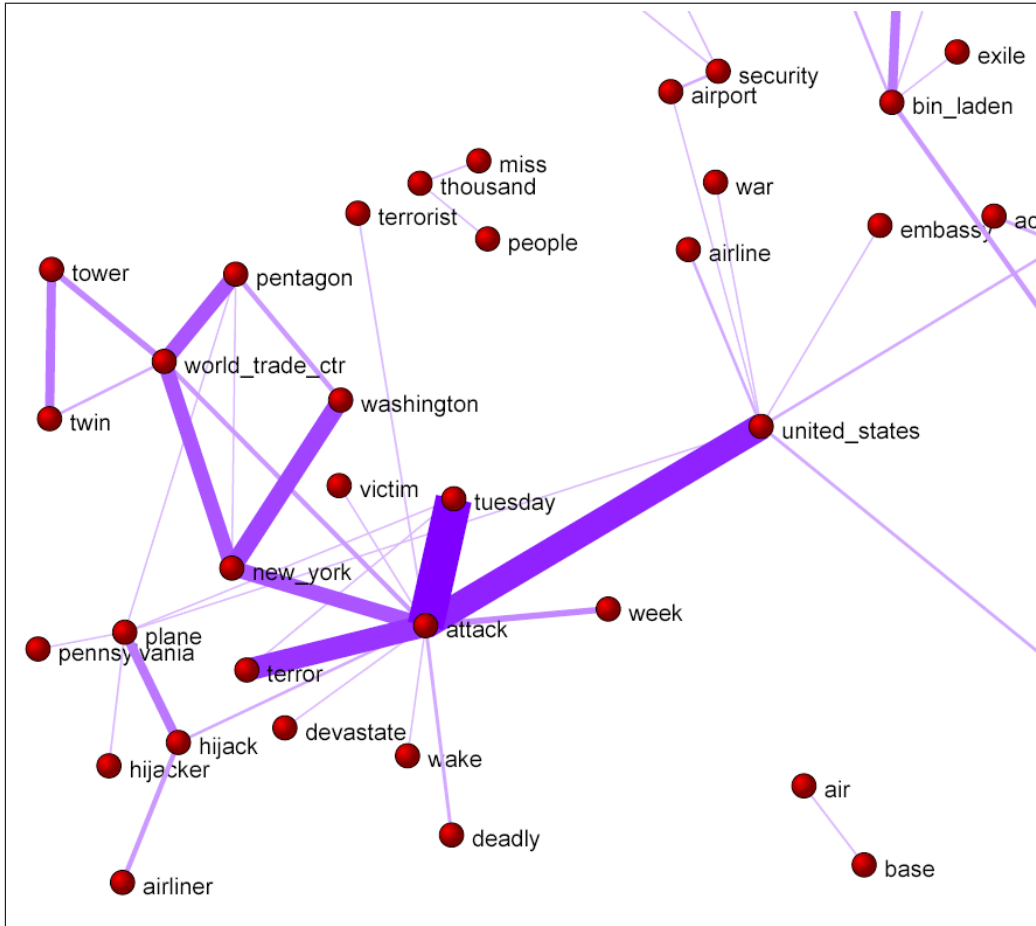 exile
security
airport
bin_laden
miss
thousand
war
terrorist
embassy
ac
people
airline
tower
pentagon
world_trade_ctr
washington
twin
united_states
victim
tuesday
new_york
week
attack
plane
pennsylvania
terror
devastate
hijack
wake
hijacker
air
deadly
base
airliner